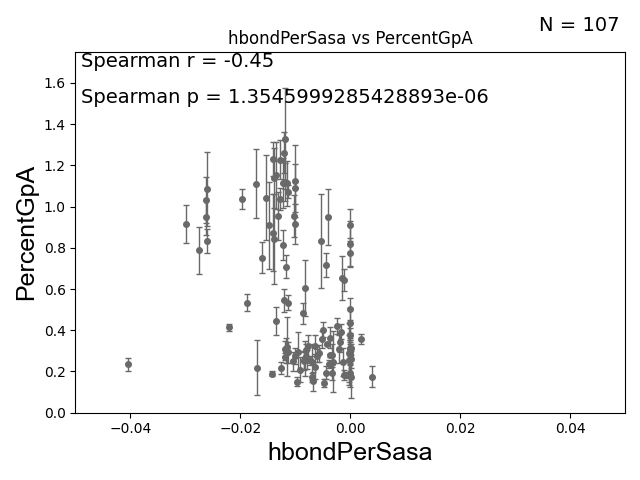 N = 107
hbondPerSasa vs PercentGpA
Spearman r = -0.45
Spearman p = 1.3545999285428893e-06
1.6
1.4
1.2
1.0
0.8
0.6
0.4
0.2
0.0
PercentGpA
−0.04 −0.02 0.00 0.02 0.04
hbondPerSasa